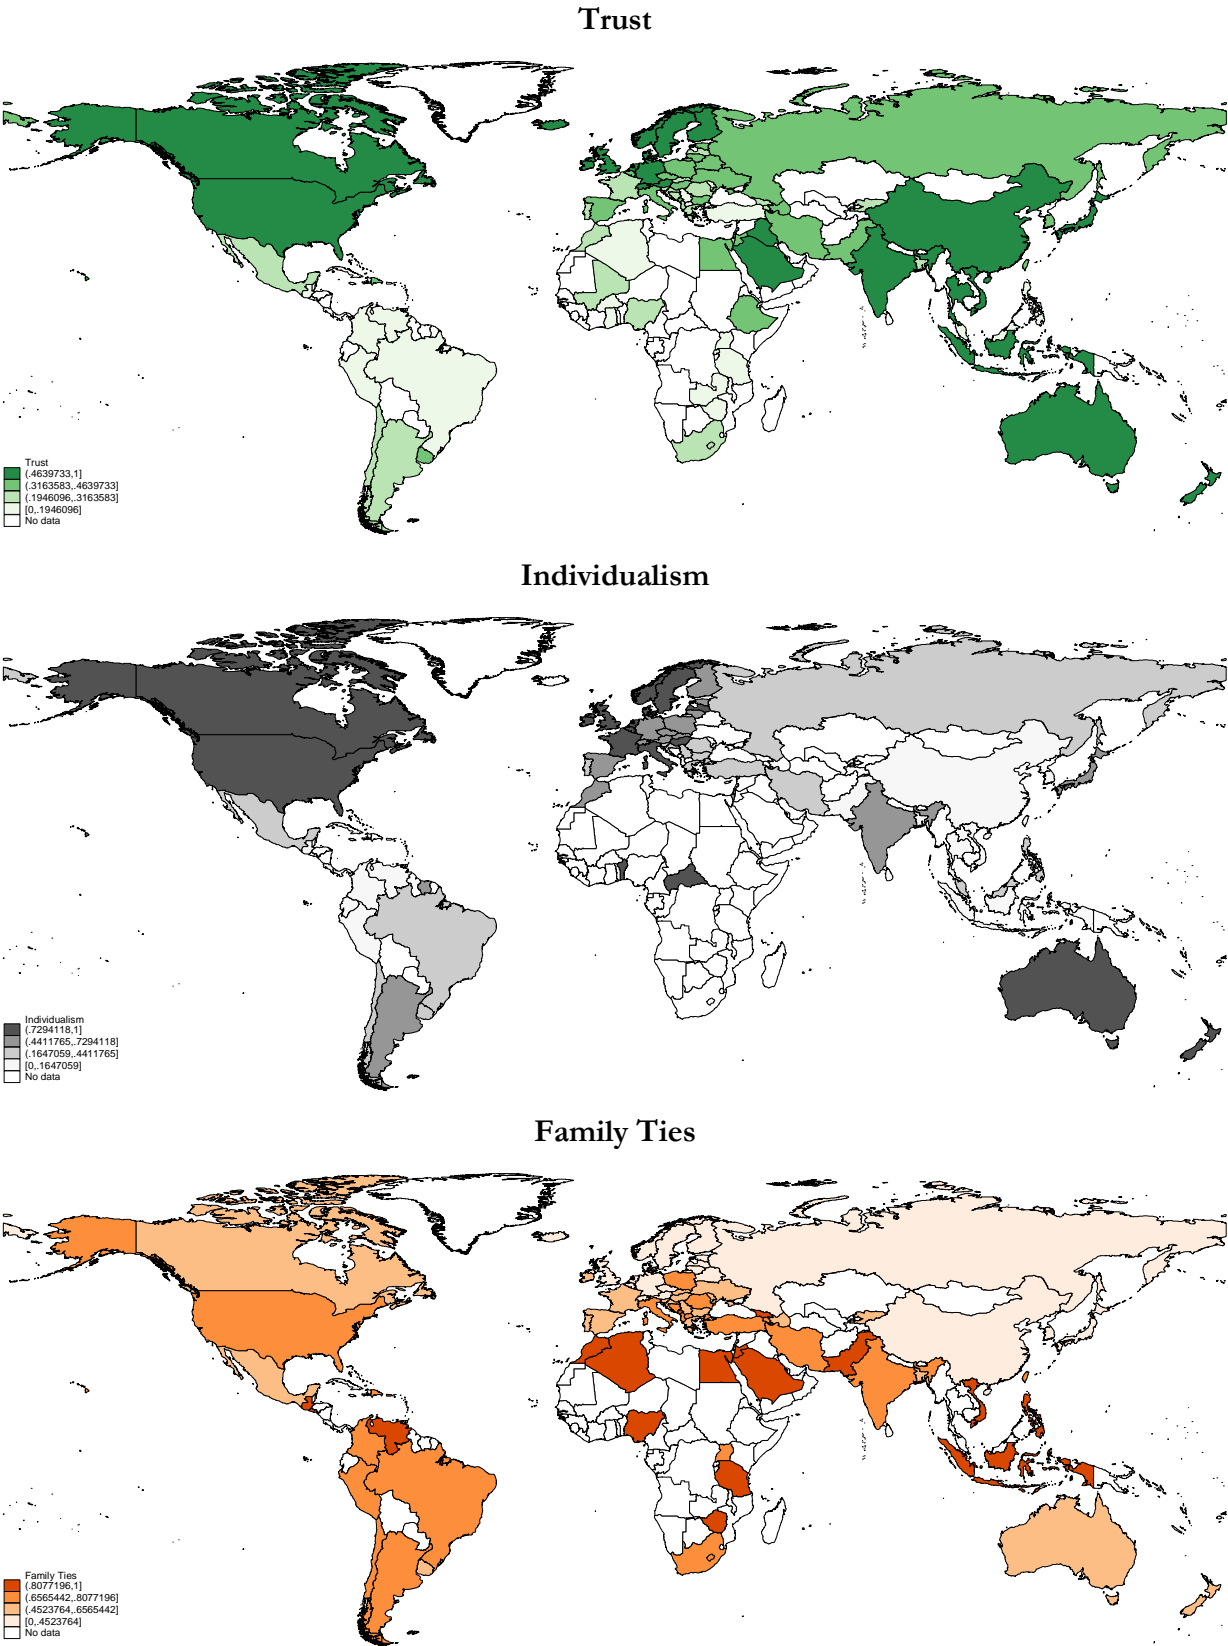 Trust
Trust
(.4639733,1]
(.3163583,.4639733]
(.1946096,.3163583]
[0,.1946096]
No data
Individualism
Individualism
(.7294118,1]
(.4411765,.7294118]
(.1647059,.4411765]
[0,.1647059]
No data
Family Ties
Family Ties
(.8077196,1]
(.6565442,.8077196]
(.4523764,.6565442]
[0,.4523764]
No data